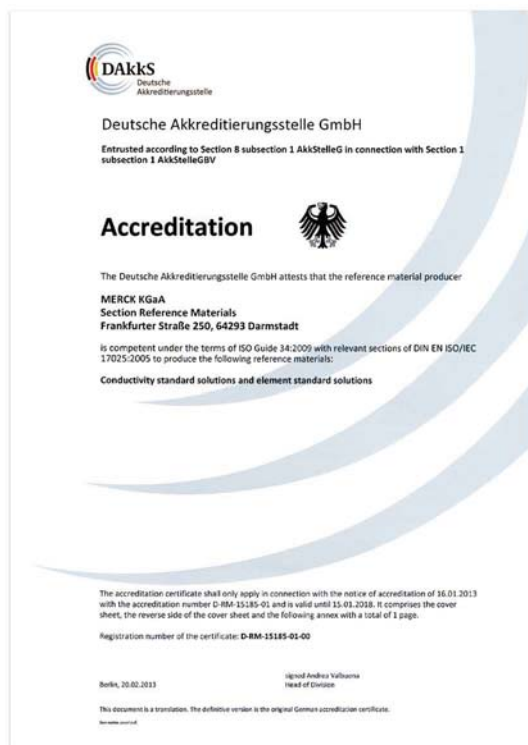 DAkkS
Deutsche
Akkreditierungsstelle
Deutsche Akkreditierungsstelle GmbH
Entrusted according to Section 8 subsection 1 AkkStelleG in connection with Section 1
subsection 1 AkkStelleGBV
Accreditation
The Deutsche Akkreditierungsstelle GmbH attests that the reference material producer
MERCK KGaA
Section Reference Materials
Frankfurter Straße 250, 64293 Darmstadt
is competent under the terms of ISO Guide 34:2009 with relevant sections of DIN EN ISO/IEC
17025:2005 to produce the following reference materials:
Conductivity standard solutions and element standard solutions
The accreditation certificate shall only apply in connection with the notice of accreditation of 16.01.2013
with the accreditation number D-RM-15185-01 and is valid until 15.01.2018. It comprises the cover
sheet, the reverse side of the cover sheet and the following annex with a total of 1 page.
Registration number of the certificate: D-RM-15185-01-00
signed Andrea Valbuena
Berlin, 20.02.2013
Head of Division
This document is a translation. The definitive version is the original German accreditation certificate.